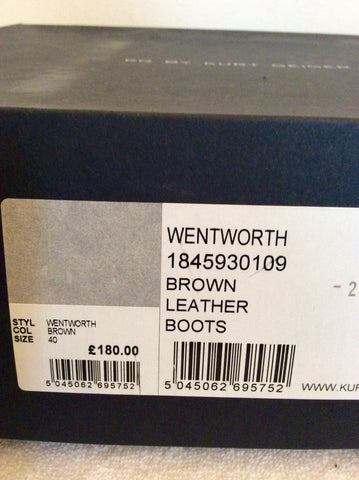 KG BY KURT GEIGER
WENTWORTH
1845930109
BROWN
LEATHER
BOOTS
- 2
STYL WENTWORTH
COL BROWN
SIZE 40
£180.00
5 045062 695752
5 045062 695752
WWW.KUR